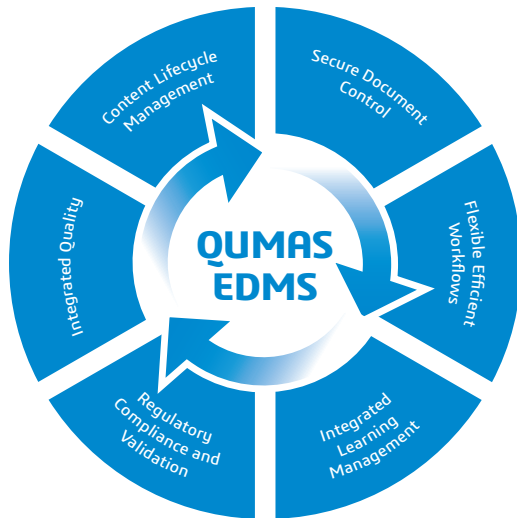 Content Lifecycle
Management
Secure Document
Control
Flexible Efficient
Workflows
Integrated
Learning
Management
Regulatory
Compliance and
Validation
Integrated Quality
QUMAS
EDMS